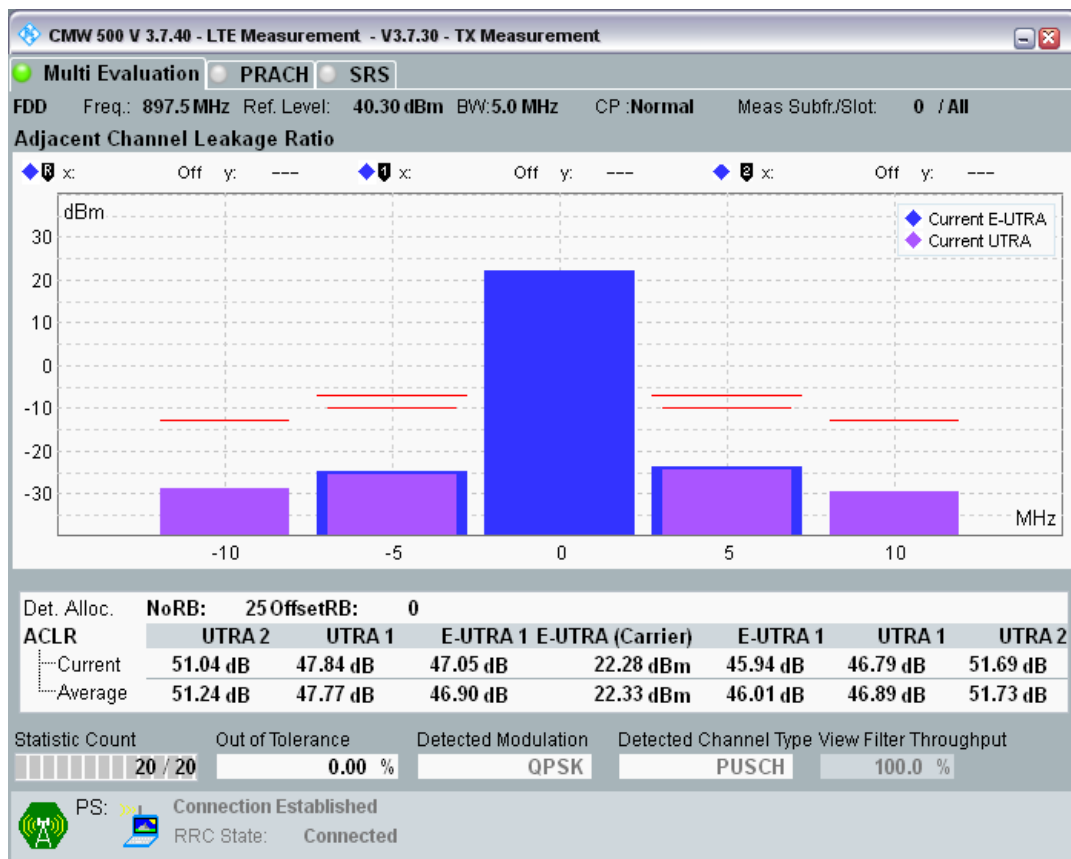 CMW 500 V 3.7.40 - LTE Measurement - V3.7.30 - TX Measurement
Multi Evaluation PRACH SRS
FDD Freq.: 897.5 MHz Ref. Level: 40.30 dBm BW:5.0 MHz CP :Normal Meas Subfr./Slot: 0 / All
Adjacent Channel Leakage Ratio
R x: Off y: --- 1 x: Off y: --- 2 x: Off y: ---
dBm
Current E-UTRA
Current UTRA
30
20
10
0
-10
-20
-30
MHz
-10 -5 0 5 10
Det. Alloc. NoRB: 25 OffsetRB: 0
ACLR UTRA 2 UTRA 1 E-UTRA 1 E-UTRA (Carrier) E-UTRA 1 UTRA 1 UTRA 2
Current 51.04 dB 47.84 dB 47.05 dB 22.28 dBm 45.94 dB 46.79 dB 51.69 dB
Average 51.24 dB 47.77 dB 46.90 dB 22.33 dBm 46.01 dB 46.89 dB 51.73 dB
Statistic Count Out of Tolerance Detected Modulation Detected Channel Type View Filter Throughput
20 / 20 0.00 % QPSK PUSCH 100.0 %
PS: Connection Established
RRC State: Connected